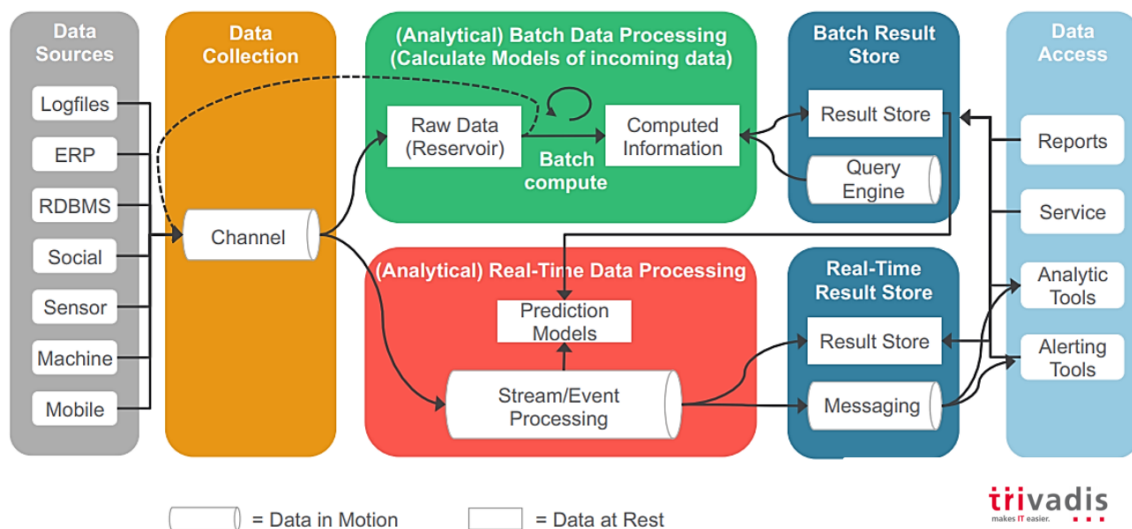 Data
Sources
Logfiles
ERP
RDBMS
Social
Sensor
Machine
Mobile
Data
Collection
Channel
(Analytical) Batch Data Processing
(Calculate Models of incoming data)
Raw Data
(Reservoir)
Batch
compute
Computed
Information
Batch Result
Store
Result Store
Query
Engine
(Analytical) Real-Time Data Processing
Prediction
Models
Stream/Event
Processing
Real-Time
Result Store
Result Store
Messaging
Data
Access
Reports
Service
Analytic
Tools
Alerting
Tools
= Data in Motion
= Data at Rest
trivadis
makes IT easier.